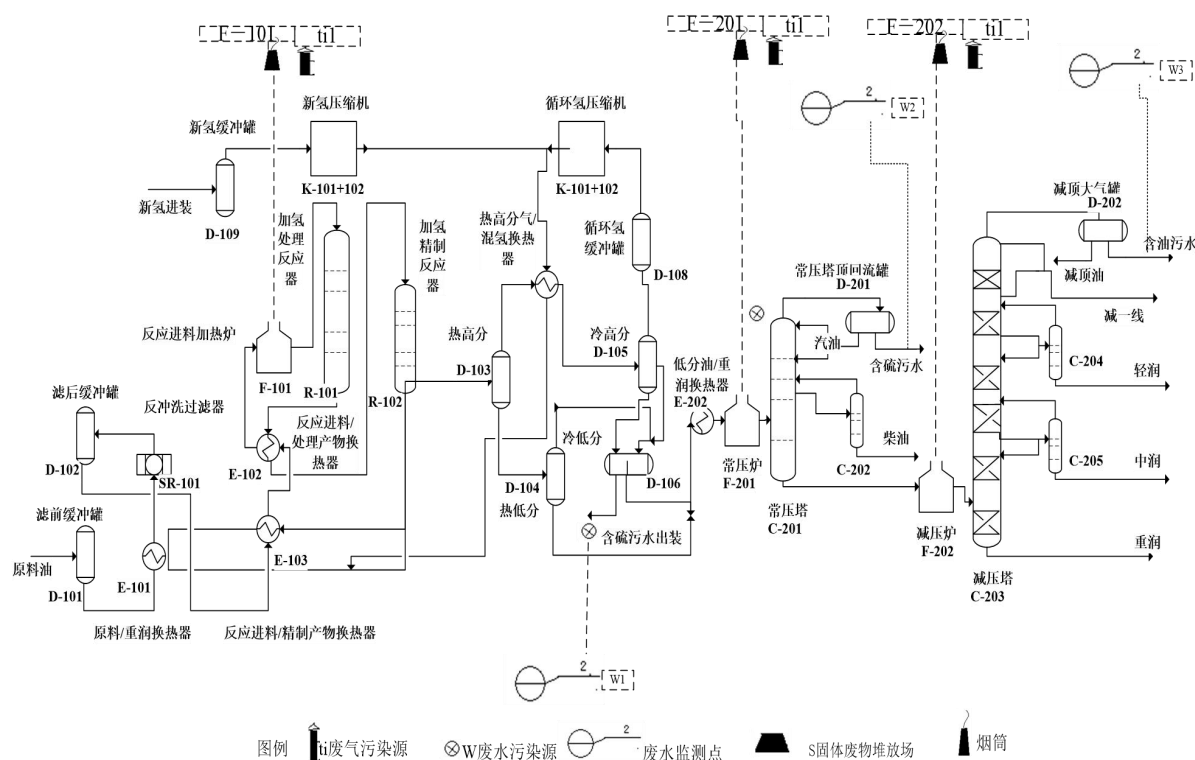 E-101 til
E-201 til
E-202 til
2
W3
2
W2
新氢压缩机
循环氢压缩机
新氢缓冲罐
K-101+102
K-101+102
新氢进装
D-109
加氢
处理
反应
器
加氢
精制
反应
器
热高分气/
混氢换热
器
循环氢
缓冲罐
D-108
减顶大气罐
D-202
含油污水
减顶油
减一线
常压塔顶回流罐
D-201
汽油
含硫污水
反应进料加热炉
F-101
R-101
R-102
热高分
D-103
冷高分
D-105
低分油/重
润换热器
E-202
C-204
轻润
滤后缓冲罐
反冲洗过滤器
D-102
SR-101
E-102
反应进料/
处理产物换
热器
冷低分
D-104
热低分
D-106
常压炉
F-201
柴油
C-202
C-205
中润
滤前缓冲罐
原料油
D-101
E-101
E-103
含硫污水出装
常压塔
C-201
减压炉
F-202
重润
减压塔
C-203
原料/重润换热器
反应进料/精制产物换热器
2
W1
图例
ti废气污染源
W废水污染源
2
废水监测点
S固体废物堆放场
烟筒